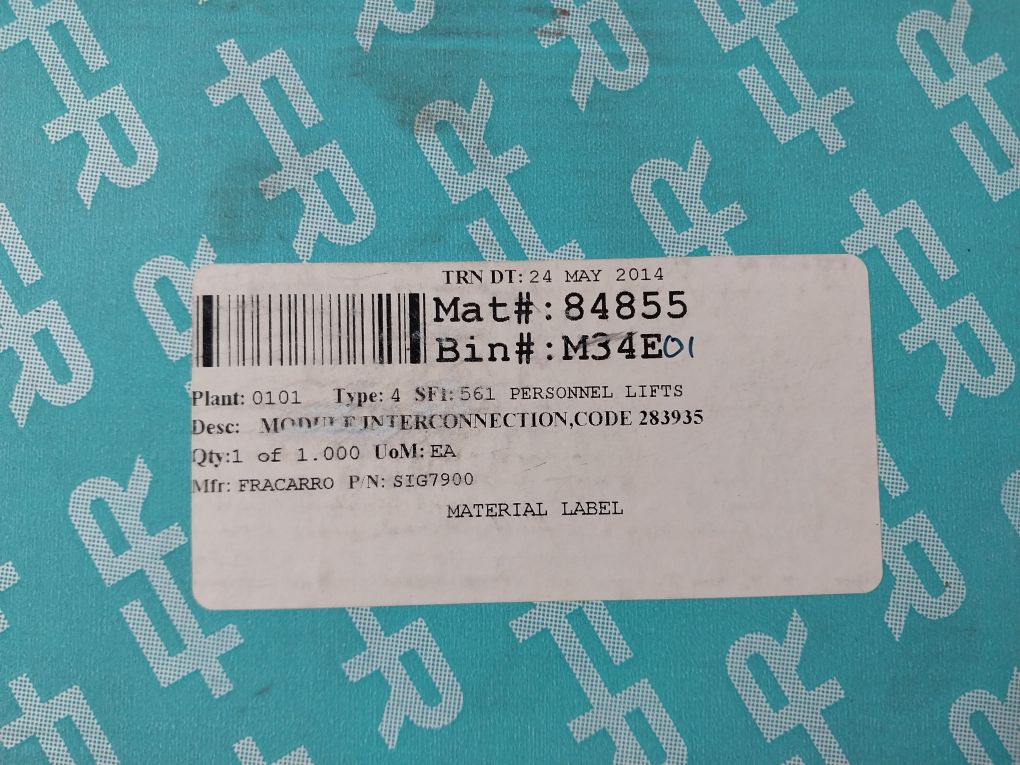 TRN DT: 24 MAY 2014
Mat#: 84855
Bin#: M34E01
Plant: 0101 Type: 4 SFI: 561 PERSONNEL LIFTS
Desc: MODULE INTERCONNECTION,CODE 283935
Qty:1 of 1.000 UoM: EA
Mfr: FRACARRO P/N: SIG7900
MATERIAL LABEL